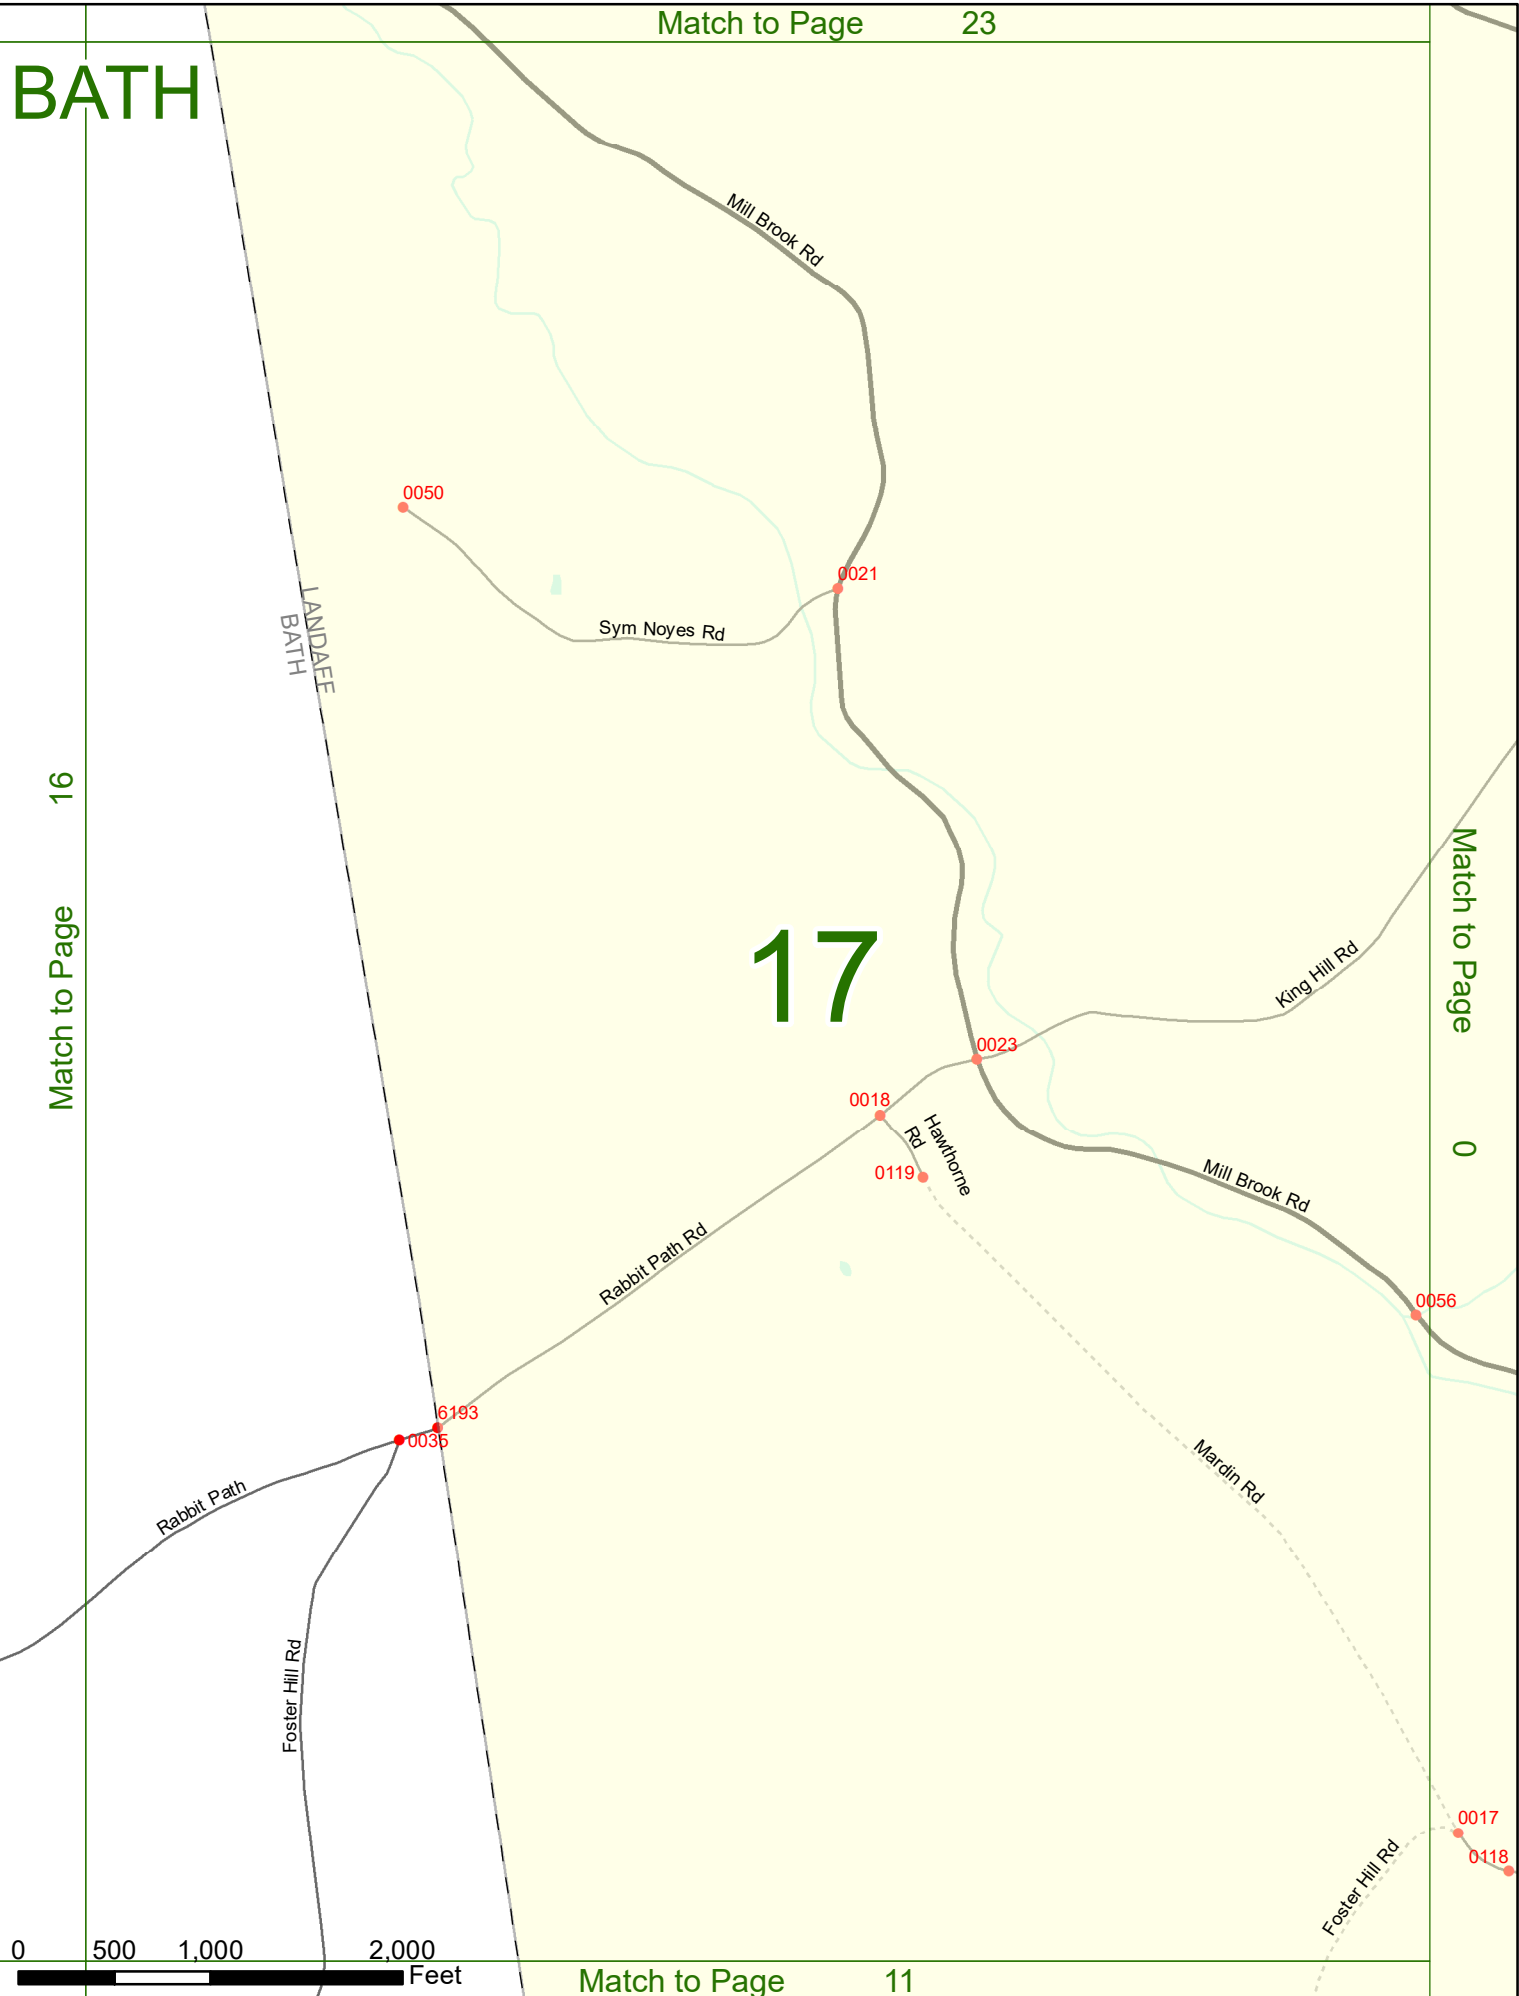 Match to Page 23
BATH
Mill Brook Rd
0050
0021
Sym Noyes Rd
LANDAFF
BATH
Match to Page 16
Match to Page 0
17
King Hill Rd
0023
0018
Hawthorne
Rd
0119
Mill Brook Rd
Rabbit Path Rd
0056
6193
0035
Mardin Rd
Rabbit Path
Foster Hill Rd
0017
0118
Foster Hill Rd
0 500 1,000 2,000
Feet
Match to Page 11